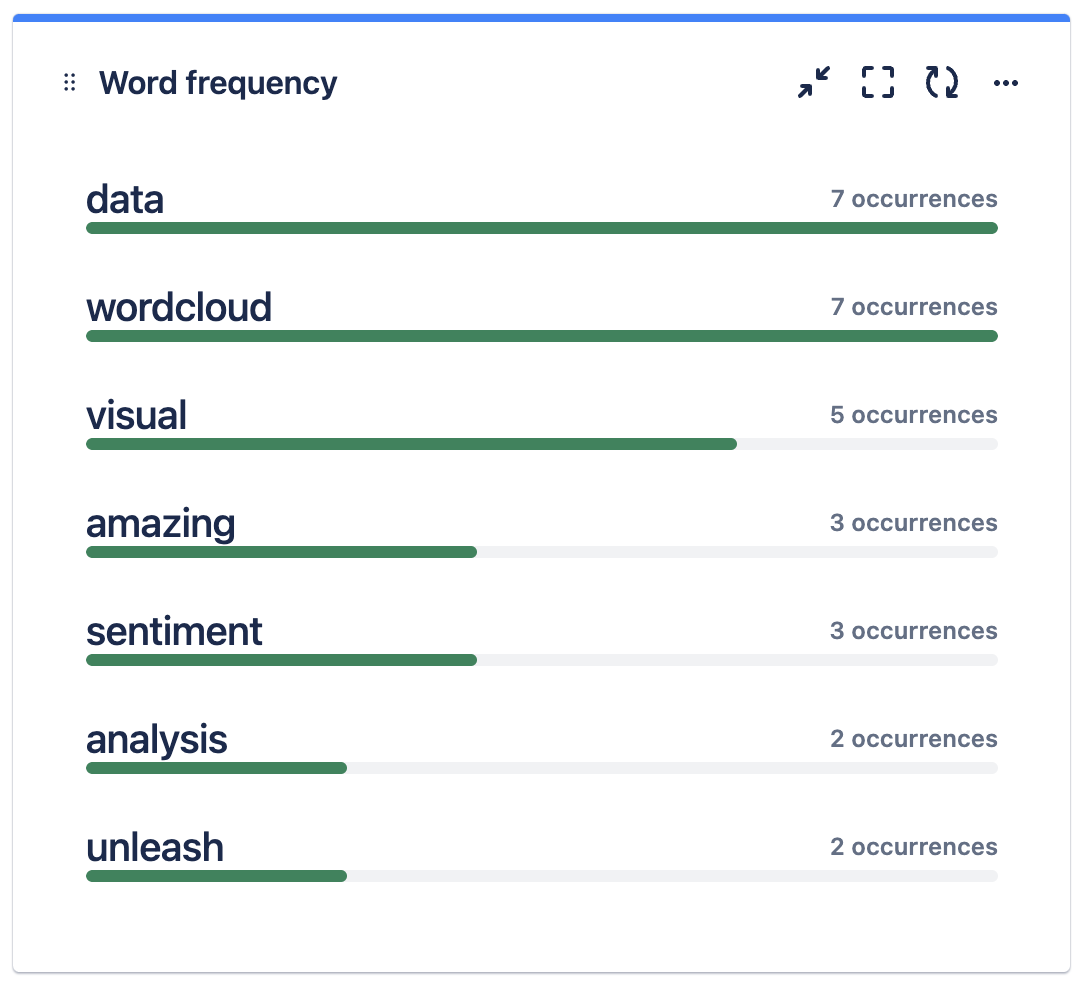 Word frequency
data 7 occurrences
wordcloud 7 occurrences
visual 5 occurrences
amazing 3 occurrences
sentiment 3 occurrences
analysis 2 occurrences
unleash 2 occurrences